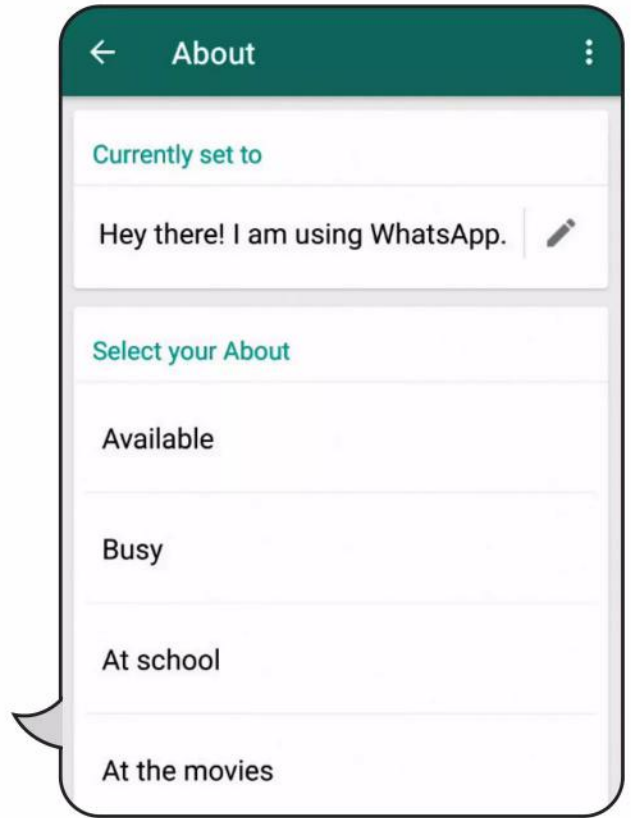 About
Currently set to
Hey there! I am using WhatsApp.
Select your About
Available
Busy
At school
At the movies